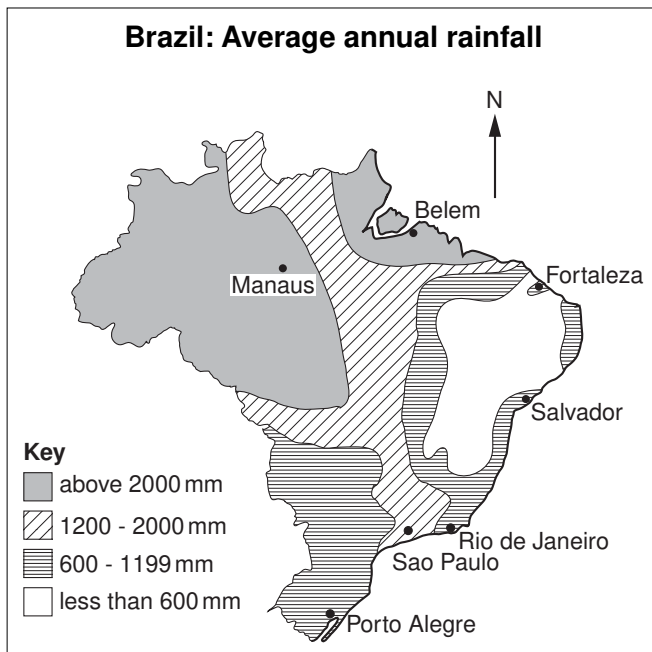 Brazil: Average annual rainfall
N
Belem
Manaus
Fortaleza
Salvador
Key
above 2000 mm
1200 - 2000 mm
600 - 1199 mm
less than 600 mm
Rio de Janeiro
Sao Paulo
Porto Alegre